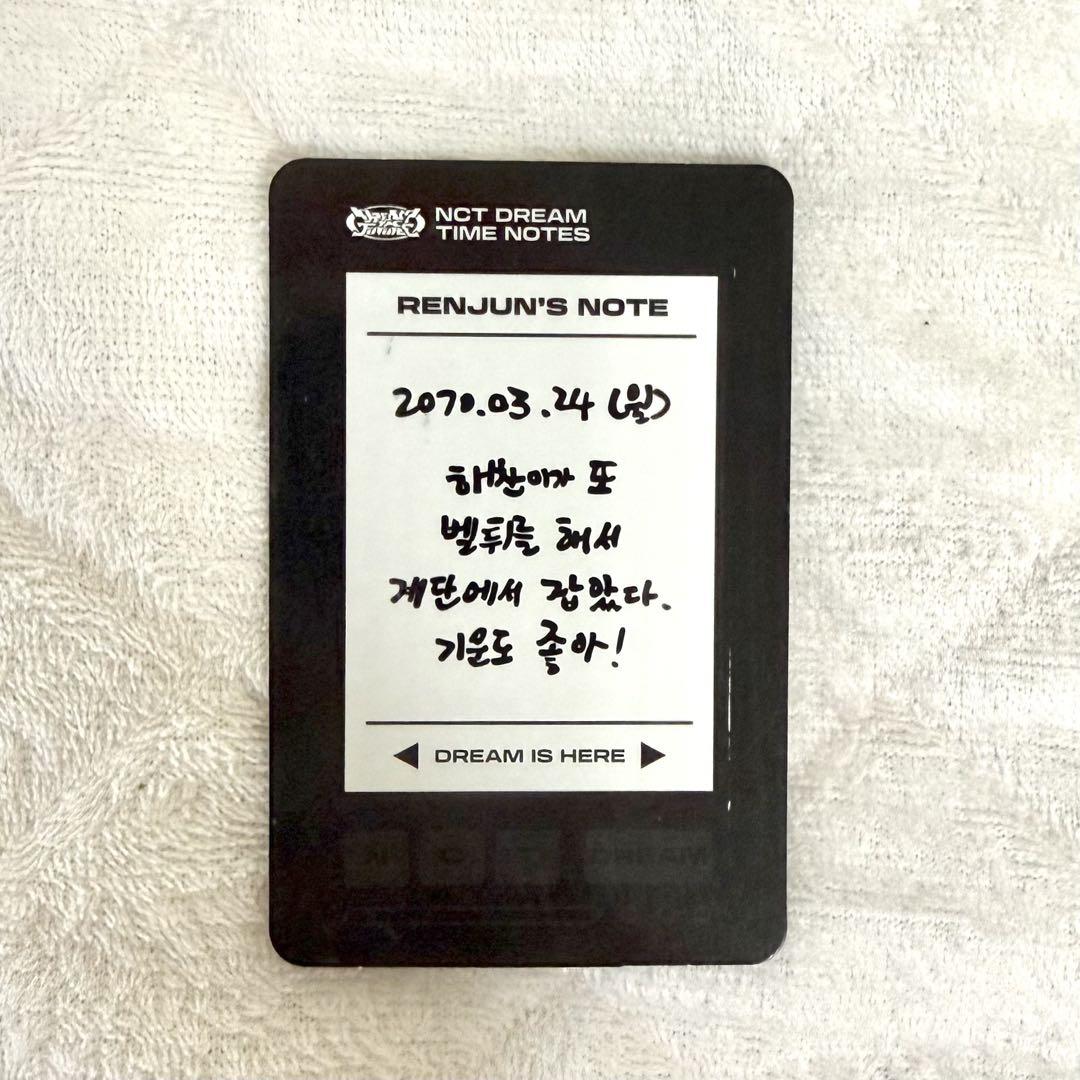 NCT DREAM
TIME NOTES
RENJUN'S NOTE
2070.03.24 (월)
해찬이가 또
벨튀를 해서
계단에서 잡았다.
기운도 좋아!
DREAM IS HERE